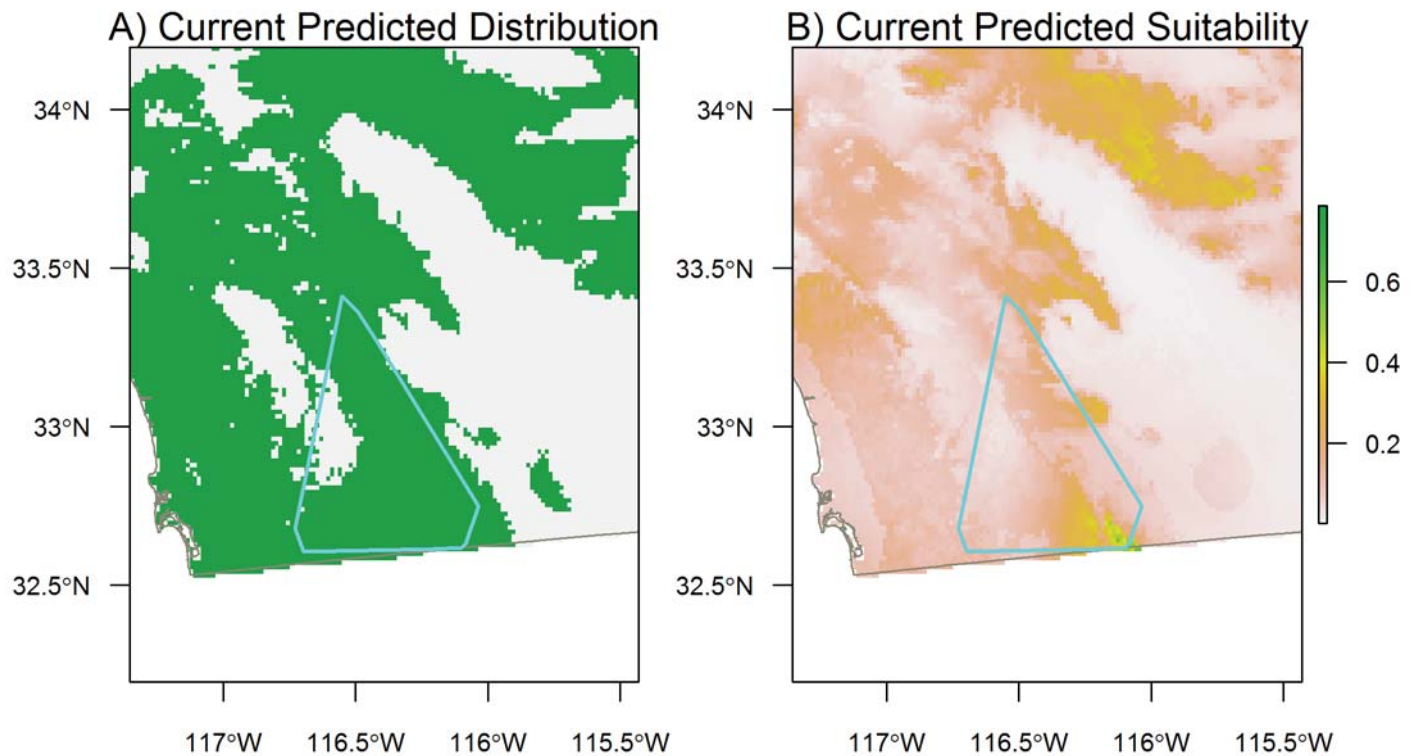 A) Current Predicted Distribution
34°N
33.5°N
33°N
32.5°N
117°W 116.5°W 116°W 115.5°W
B) Current Predicted Suitability
34°N
33.5°N
33°N
32.5°N
117°W 116.5°W 116°W 115.5°W
0.6
0.4
0.2